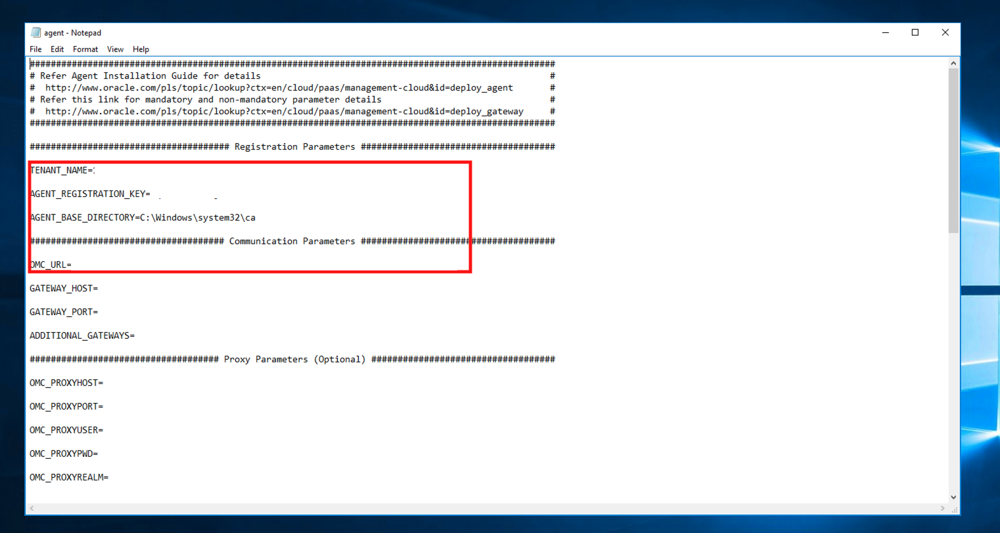 agent - Notepad
File Edit Format View Help
####################################################################################################
# Refer Agent Installation Guide for details #
# http://www.oracle.com/pls/topic/lookup?ctx=en/cloud/paas/management-cloud&id=deploy_agent #
# Refer this link for mandatory and non-mandatory parameter details #
# http://www.oracle.com/pls/topic/lookup?ctx=en/cloud/paas/management-cloud&id=deploy_gateway #
####################################################################################################
###################################### Registration Parameters #####################################
TENANT_NAME=
AGENT_REGISTRATION_KEY=
AGENT_BASE_DIRECTORY=C:\Windows\system32\ca
##################################### Communication Parameters #####################################
OMC_URL=
GATEWAY_HOST=
GATEWAY_PORT=
ADDITIONAL_GATEWAYS=
#################################### Proxy Parameters (Optional) ###################################
OMC_PROXYHOST=
OMC_PROXYPORT=
OMC_PROXYUSER=
OMC_PROXYPWD=
OMC_PROXYREALM=